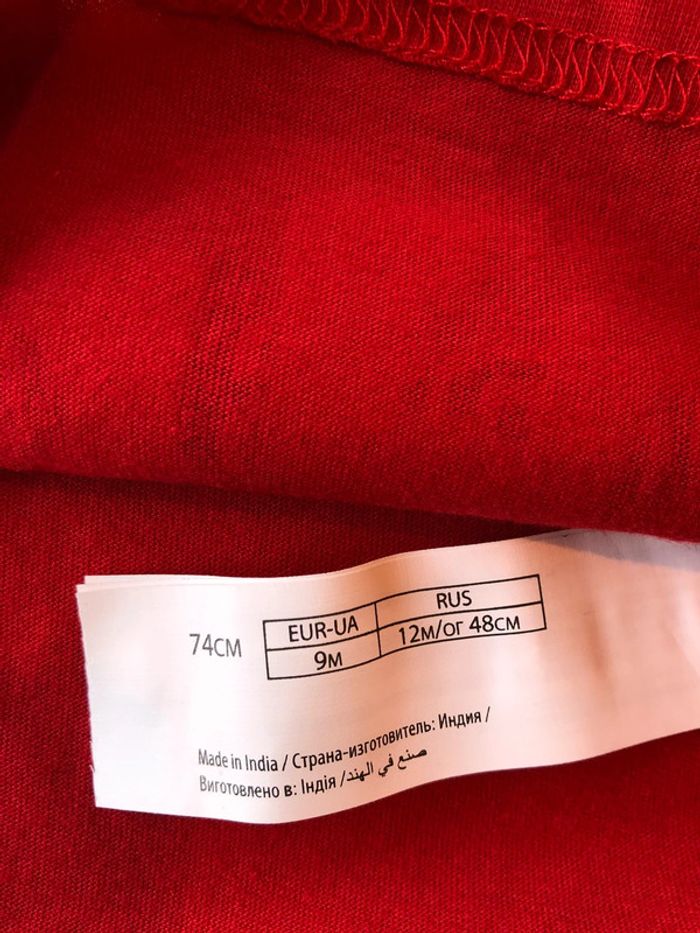 74CM
EUR-UA RUS
9M 12M/ОГ 48CM
Made in India / Страна-изготовитель: Индия /
Виготовлено в: Індія / صنع في الهند